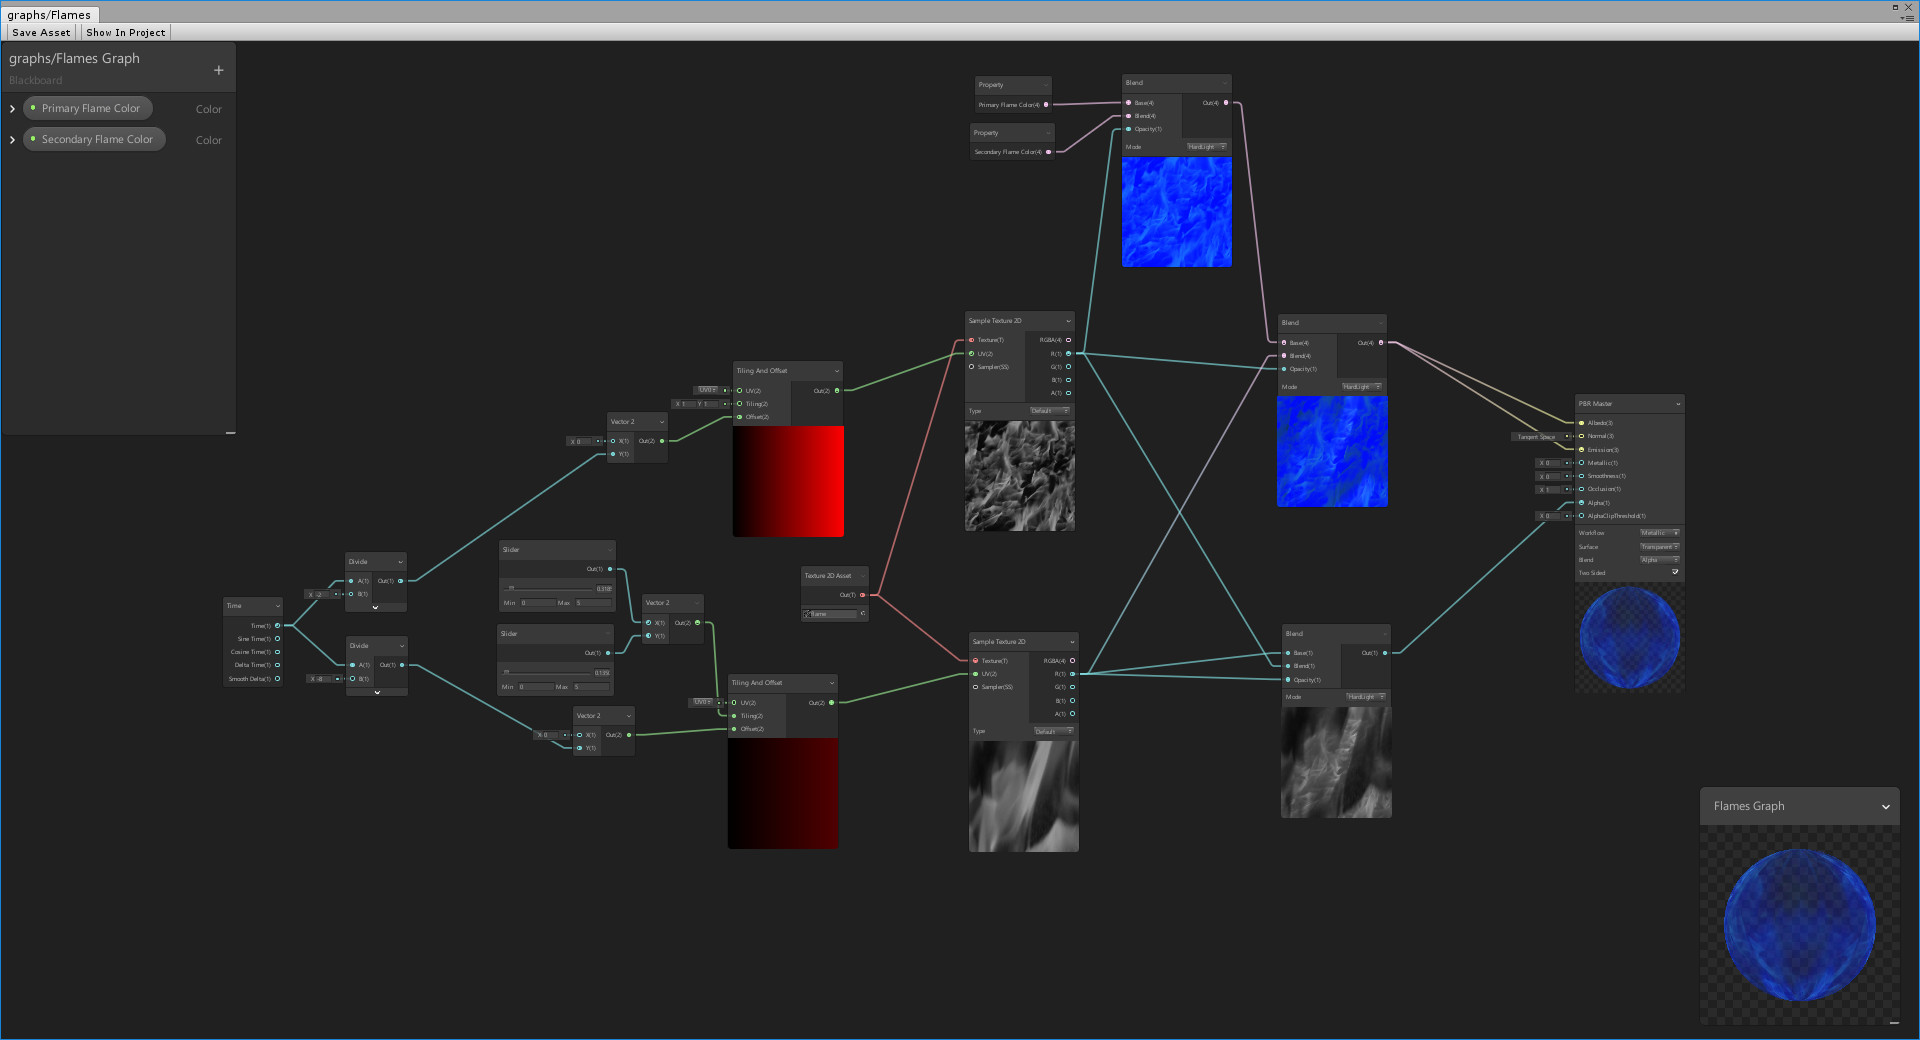 graphs/Flames
Save Asset
Show In Project
graphs/Flames Graph
Blackboard
Primary Flame Color
Color
Secondary Flame Color
Color
Property
Primary Flame Color(4)
Property
Secondary Flame Color(4)
Blend
Base(4)
Out(4)
Blend(4)
Opacity(1)
Mode
HardLight
Sample Texture 2D
Texture(T)
RGBA(4)
UV(2)
R(1)
Sampler(SS)
G(1)
B(1)
A(1)
Type
Default
Blend
Base(4)
Out(4)
Blend(4)
Opacity(1)
Mode
HardLight
Tiling And Offset
UV0
UV(2)
Out(2)
X 1 Y 1
Tiling(2)
Offset(2)
Vector 2
X 0
X(1)
Out(2)
Y(1)
PBR Master
Albedo(3)
Tangent Space
Normal(3)
Emission(3)
X 0
Metallic(1)
X 0
Smoothness(1)
X 1
Occlusion(1)
Alpha(1)
X 0
AlphaClipThreshold(1)
Workflow
Metallic
Surface
Transparent
Blend
Alpha
Two Sided
Divide
A(1)
Out(1)
X -2
B(1)
Time
Time(1)
Sine Time(1)
Cosine Time(1)
Delta Time(1)
Smooth Delta(1)
Divide
A(1)
Out(1)
B(1)
Slider
Out(1)
Min 0
Max 5
Slider
Out(1)
Min 0
Max 5
Vector 2
X(1)
Out(2)
Y(1)
Texture 2D Asset
Out(T)
flame
Vector 2
X 0
X(1)
Out(2)
Y(1)
Tiling And Offset
UV0
UV(2)
Out(2)
Tiling(2)
Offset(2)
Sample Texture 2D
Texture(T)
RGBA(4)
UV(2)
R(1)
Sampler(SS)
G(1)
B(1)
A(1)
Type
Default
Blend
Base(1)
Out(1)
Blend(1)
Opacity(1)
Mode
HardLight
Flames Graph